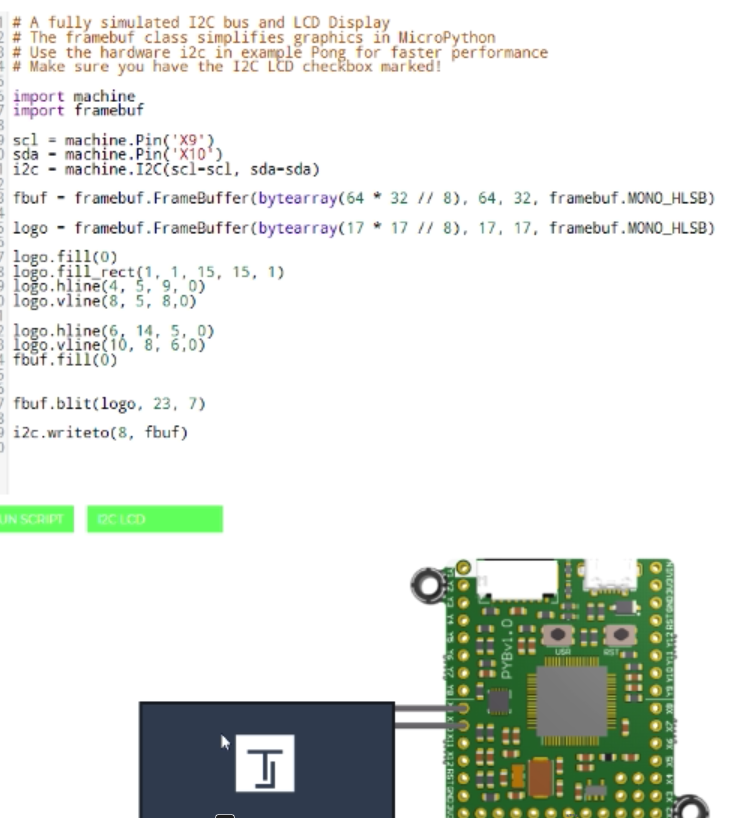 # A fully simulated I2C bus and LCD Display
# The framebuf class simplifies graphics in MicroPython
# Use the hardware i2c in example Pong for faster performance
# Make sure you have the I2C LCD checkbox marked!
import machine
import framebuf
scl = machine.Pin('X9')
sda = machine.Pin('X10')
i2c = machine.I2C(scl=scl, sda=sda)
fbuf = framebuf.FrameBuffer(bytearray(64 * 32 // 8), 64, 32, framebuf.MONO_HLSB)
logo = framebuf.FrameBuffer(bytearray(17 * 17 // 8), 17, 17, framebuf.MONO_HLSB)
logo.fill(0)
logo.fill_rect(1, 1, 15, 15, 1)
logo.hline(4, 5, 9, 0)
logo.vline(8, 5, 8,0)
logo.hline(6, 14, 5, 0)
logo.vline(10, 8, 6,0)
fbuf.fill(0)
fbuf.blit(logo, 23, 7)
i2c.writeto(8, fbuf)
UN SCRIPT
I2C LCD
PYBv1.0
USR
RST